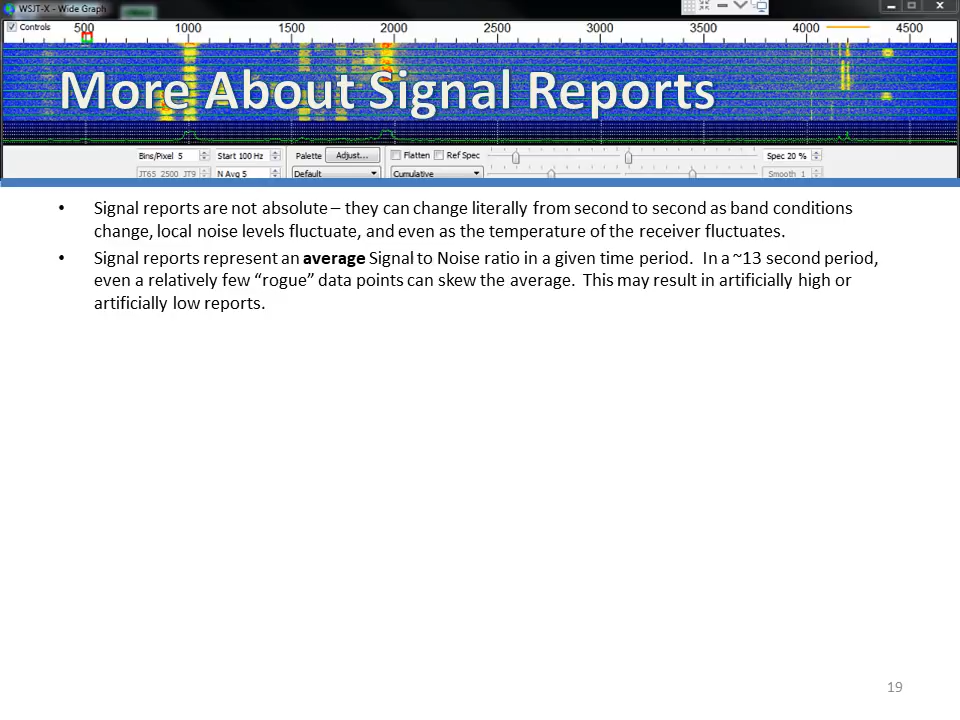 WSJT-X - Wide Graph
Controls 500 1000 1500 2000 2500 3000 3500 4000 4500
More About Signal Reports
Bins/Pixel 5 Start 100 Hz Palette Adjust... Flatten Ref Spec Spec 20 %
JT65 2500 JT9 N Avg 5 Default Cumulative Smooth 1
• Signal reports are not absolute – they can change literally from second to second as band conditions
change, local noise levels fluctuate, and even as the temperature of the receiver fluctuates.
• Signal reports represent an average Signal to Noise ratio in a given time period. In a ~13 second period,
even a relatively few “rogue” data points can skew the average. This may result in artificially high or
artificially low reports.
19